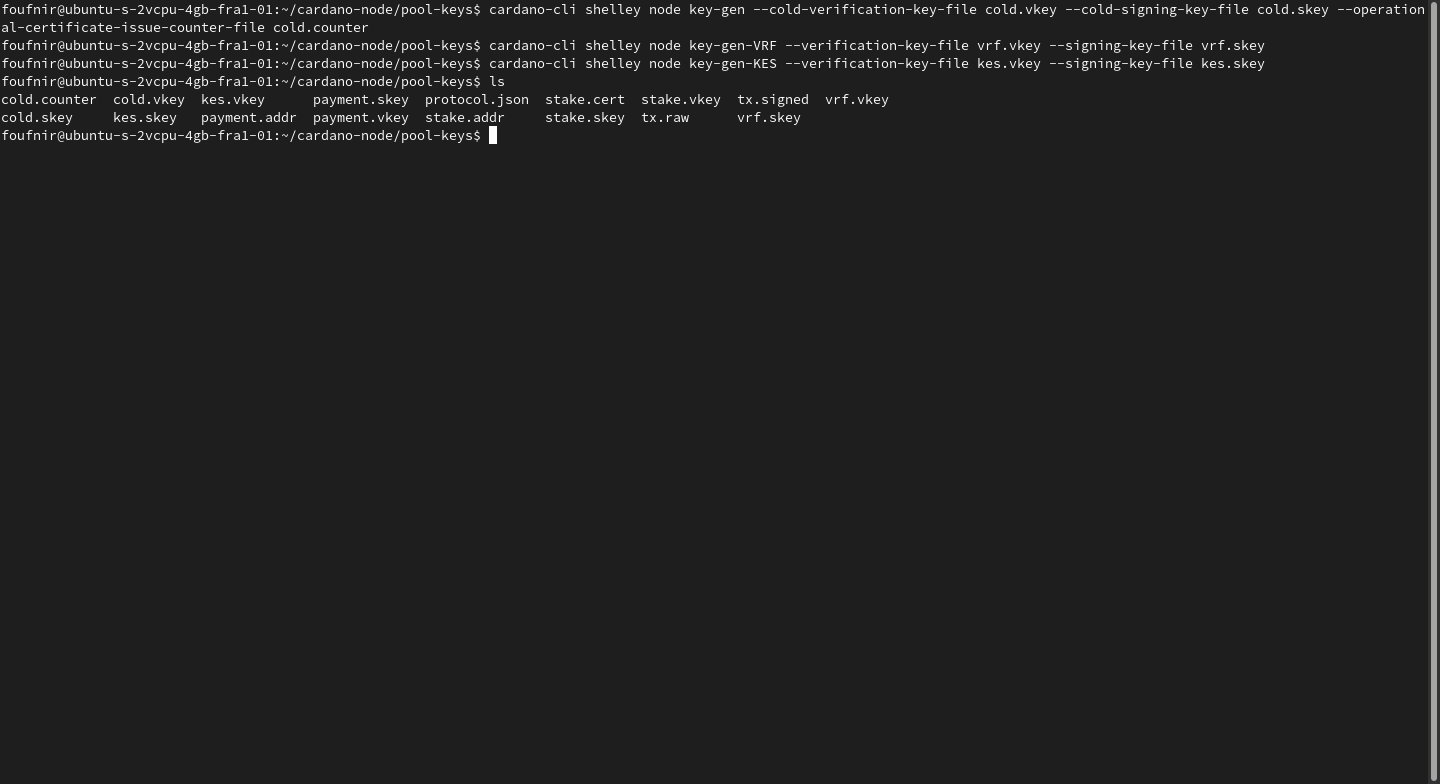 foufnir@ubuntu-s-2vcpu-4gb-fra1-01:~/cardano-node/pool-keys$ cardano-cli shelley node key-gen --cold-verification-key-file cold.vkey --cold-signing-key-file cold.skey --operation
al-certificate-issue-counter-file cold.counter
foufnir@ubuntu-s-2vcpu-4gb-fra1-01:~/cardano-node/pool-keys$ cardano-cli shelley node key-gen-VRF --verification-key-file vrf.vkey --signing-key-file vrf.skey
foufnir@ubuntu-s-2vcpu-4gb-fra1-01:~/cardano-node/pool-keys$ cardano-cli shelley node key-gen-KES --verification-key-file kes.vkey --signing-key-file kes.skey
foufnir@ubuntu-s-2vcpu-4gb-fra1-01:~/cardano-node/pool-keys$ ls
cold.counter  cold.vkey  kes.vkey      payment.skey  protocol.json  stake.cert  stake.vkey  tx.signed  vrf.vkey
cold.skey     kes.skey   payment.addr  payment.vkey  stake.addr     stake.skey  tx.raw      vrf.skey
foufnir@ubuntu-s-2vcpu-4gb-fra1-01:~/cardano-node/pool-keys$